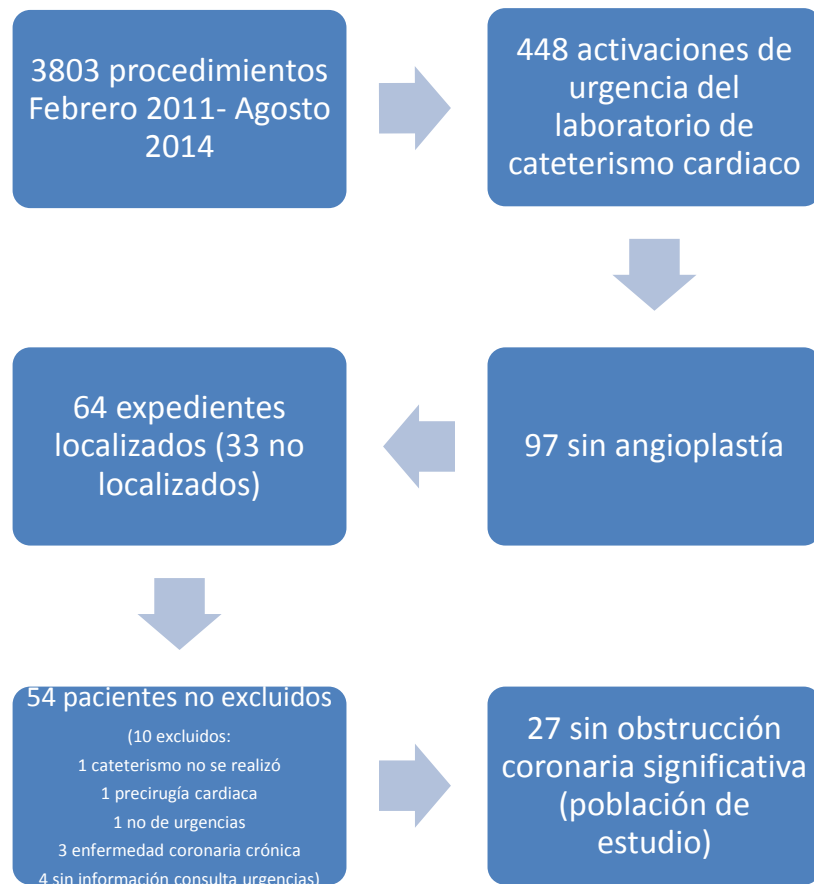 3803 procedimientos
Febrero 2011- Agosto
2014
448 activaciones de
urgencia del
laboratorio de
cateterismo cardiaco
97 sin angioplastía
64 expedientes
localizados (33 no
localizados)
54 pacientes no excluidos
(10 excluidos:
1 cateterismo no se realizó
1 precirugía cardiaca
1 no de urgencias
3 enfermedad coronaria crónica
4 sin información consulta urgencias)
27 sin obstrucción
coronaria significativa
(población de
estudio)